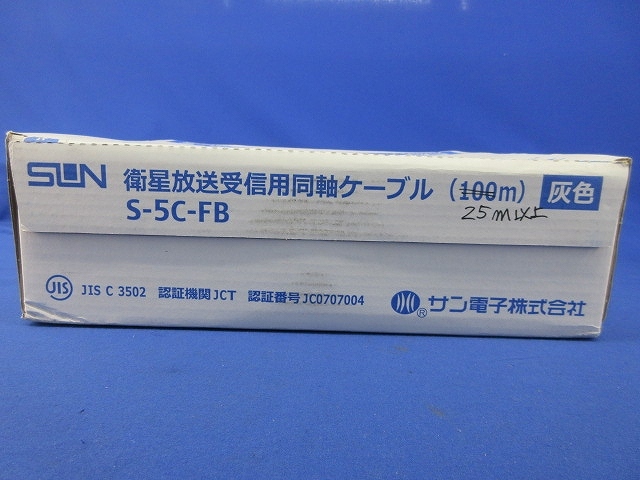 SUN 衛星放送受信用同軸ケーブル (100m) 灰色
S-5C-FB 25m以上
JIS JIS C 3502 認証機関JCT 認証番号JC0707004 ® サン電子株式会社